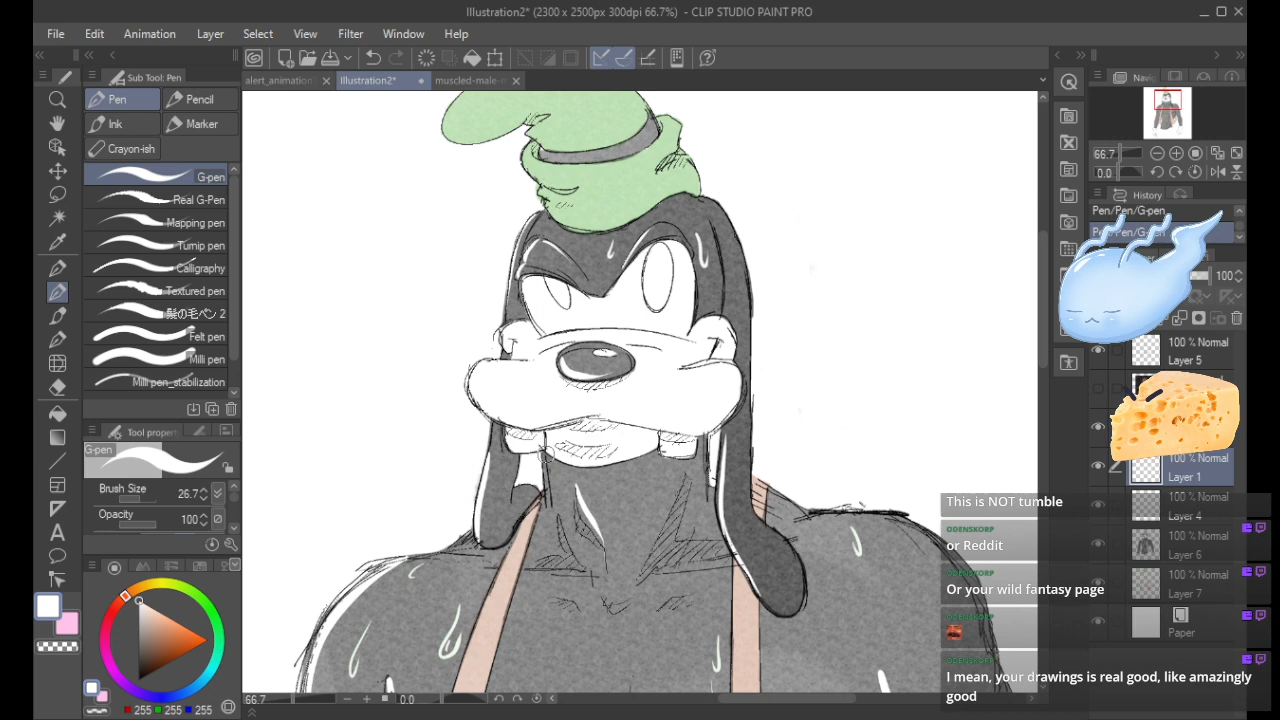 Illustration2* (2300 x 2500px 300dpi 66.7%) - CLIP STUDIO PAINT PRO
File Edit Animation Layer Select View Filter Window Help
Sub Tool: Pen
alert_animation
Illustration2*
muscled-male-
Pen
Pencil
Ink
Marker
Crayon-ish
G-pen
Real G-Pen
Mapping pen
Turnip pen
Calligraphy
Textured pen
髪の毛ペン 2
Felt pen
Milli pen
Milli pen_stabilization
Tool proper
G-pen
Brush Size 26.7
Opacity 100
255 255 255
66.7 0.0
Navi
66.7
0.0
History
Pen/Pen/G-pen
100
100 % Normal
Layer 5
100 % Normal
Layer 1
100 % Normal
Layer 4
100 % Normal
Layer 6
100 % Normal
Layer 7
Paper
This is NOT tumble
ODENSKORP
or Reddit
ODENSKORP
Or your wild fantasy page
ODENSKORP
ODENSKORP
I mean, your drawings is real good, like amazingly
good